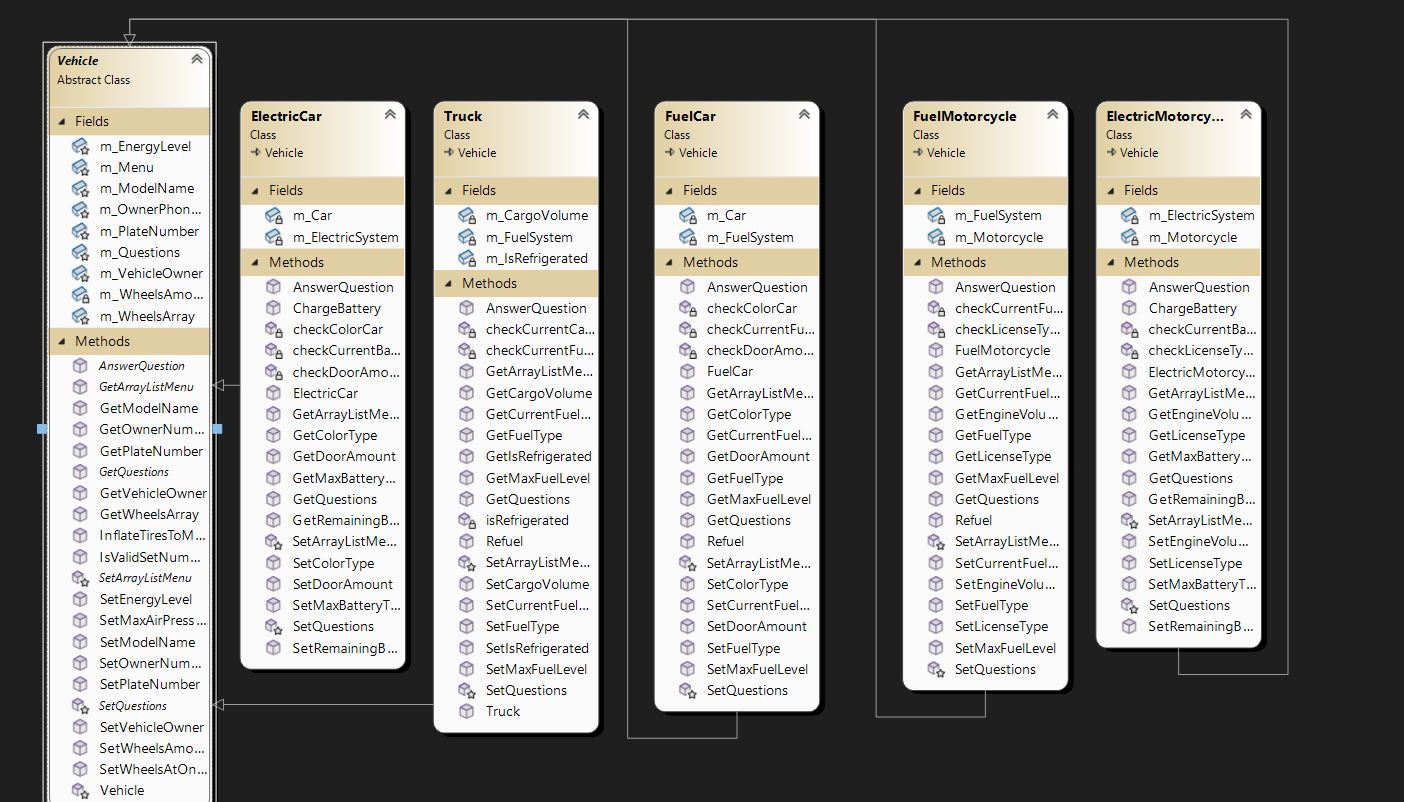 Vehicle
Abstract Class
Fields
m_EnergyLevel
m_Menu
m_ModelName
m_OwnerPhon...
m_PlateNumber
m_Questions
m_VehicleOwner
m_WheelsAmo...
m_WheelsArray
Methods
AnswerQuestion
GetArrayListMenu
GetModelName
GetOwnerNum...
GetPlateNumber
GetQuestions
GetVehicleOwner
GetWheelsArray
InflateTiresToM...
IsValidSetNum...
SetArrayListMenu
SetEnergyLevel
SetMaxAirPress...
SetModelName
SetOwnerNum...
SetPlateNumber
SetQuestions
SetVehicleOwner
SetWheelsAmo...
SetWheelsAtOn...
Vehicle
ElectricCar
Class
Vehicle
Fields
m_Car
m_ElectricSystem
Methods
AnswerQuestion
ChargeBattery
checkColorCar
checkCurrentBa...
checkDoorAmo...
ElectricCar
GetArrayListMe...
GetColorType
GetDoorAmount
GetMaxBattery...
GetQuestions
GetRemainingB...
SetArrayListMe...
SetColorType
SetDoorAmount
SetMaxBatteryT...
SetQuestions
SetRemainingB...
Truck
Class
Vehicle
Fields
m_CargoVolume
m_FuelSystem
m_IsRefrigerated
Methods
AnswerQuestion
checkCurrentCa...
checkCurrentFu...
GetArrayListMe...
GetCargoVolume
GetCurrentFuel...
GetFuelType
GetIsRefrigerated
GetMaxFuelLevel
GetQuestions
isRefrigerated
Refuel
SetArrayListMe...
SetCargoVolume
SetCurrentFuel...
SetFuelType
SetIsRefrigerated
SetMaxFuelLevel
SetQuestions
Truck
FuelCar
Class
Vehicle
Fields
m_Car
m_FuelSystem
Methods
AnswerQuestion
checkColorCar
checkCurrentFu...
checkDoorAmo...
FuelCar
GetArrayListMe...
GetColorType
GetCurrentFuel...
GetDoorAmount
GetFuelType
GetMaxFuelLevel
GetQuestions
Refuel
SetArrayListMe...
SetColorType
SetCurrentFuel...
SetDoorAmount
SetFuelType
SetMaxFuelLevel
SetQuestions
FuelMotorcycle
Class
Vehicle
Fields
m_FuelSystem
m_Motorcycle
Methods
AnswerQuestion
checkCurrentFu...
checkLicenseTy...
FuelMotorcycle
GetArrayListMe...
GetCurrentFuel...
GetEngineVolu...
GetFuelType
GetLicenseType
GetMaxFuelLevel
GetQuestions
Refuel
SetArrayListMe...
SetCurrentFuel...
SetEngineVolu...
SetFuelType
SetLicenseType
SetMaxFuelLevel
SetQuestions
ElectricMotorcy...
Class
Vehicle
Fields
m_ElectricSystem
m_Motorcycle
Methods
AnswerQuestion
ChargeBattery
checkCurrentBa...
checkLicenseTy...
ElectricMotorcy...
GetArrayListMe...
GetEngineVolu...
GetLicenseType
GetMaxBattery...
GetQuestions
GetRemainingB...
SetArrayListMe...
SetEngineVolu...
SetLicenseType
SetMaxBatteryT...
SetQuestions
SetRemainingB...